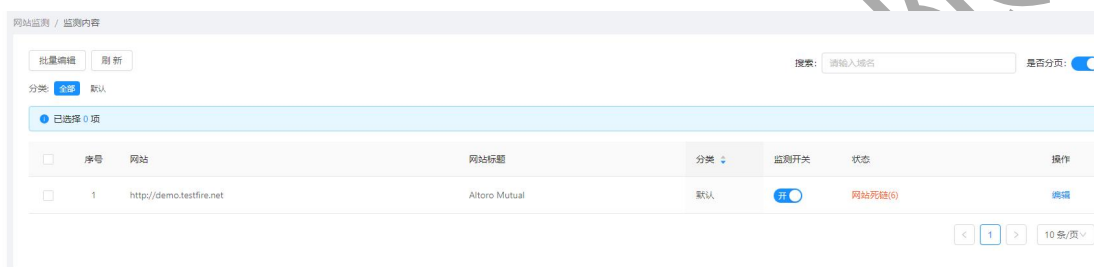 网站监测 / 监测内容
批量编辑 刷 新 搜索: 请输入域名 是否分页:
分类: 全部 默认
已选择 0 项
序号 网站 网站标题 分类 监测开关 状态 操作
1 http://demo.testfire.net Altoro Mutual 默认 开 网站死链(6) 编辑
< 1 > 10 条/页